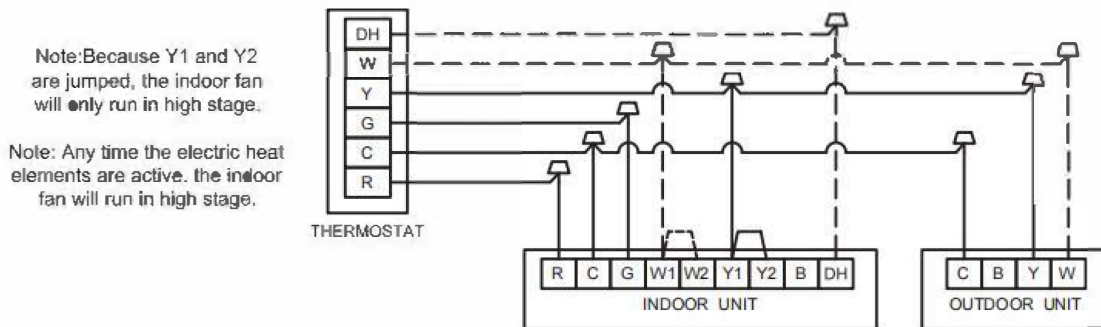 Note:Because Y1 and Y2
are jumped, the indoor fan
will only run in high stage.
Note: Any time the electric heat
elements are active. the indoor
fan will run in high stage.
DH
W
Y
G
C
R
THERMOSTAT
R C G W1 W2 Y1 Y2 B DH
INDOOR UNIT
C B Y W
OUTDOOR UNIT